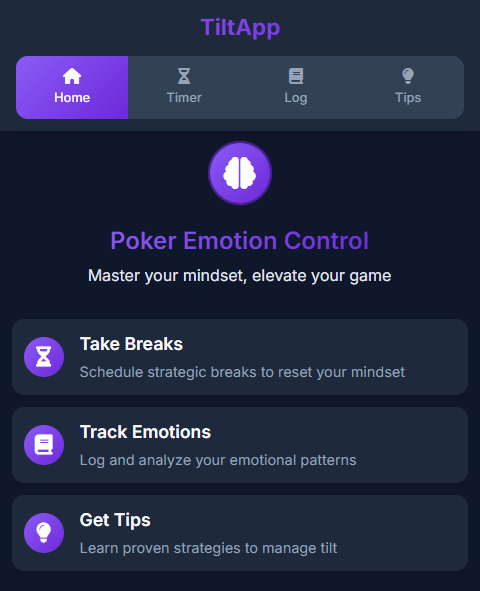 TiltApp
Home
Timer
Log
Tips
Poker Emotion Control
Master your mindset, elevate your game
Take Breaks
Schedule strategic breaks to reset your mindset
Track Emotions
Log and analyze your emotional patterns
Get Tips
Learn proven strategies to manage tilt